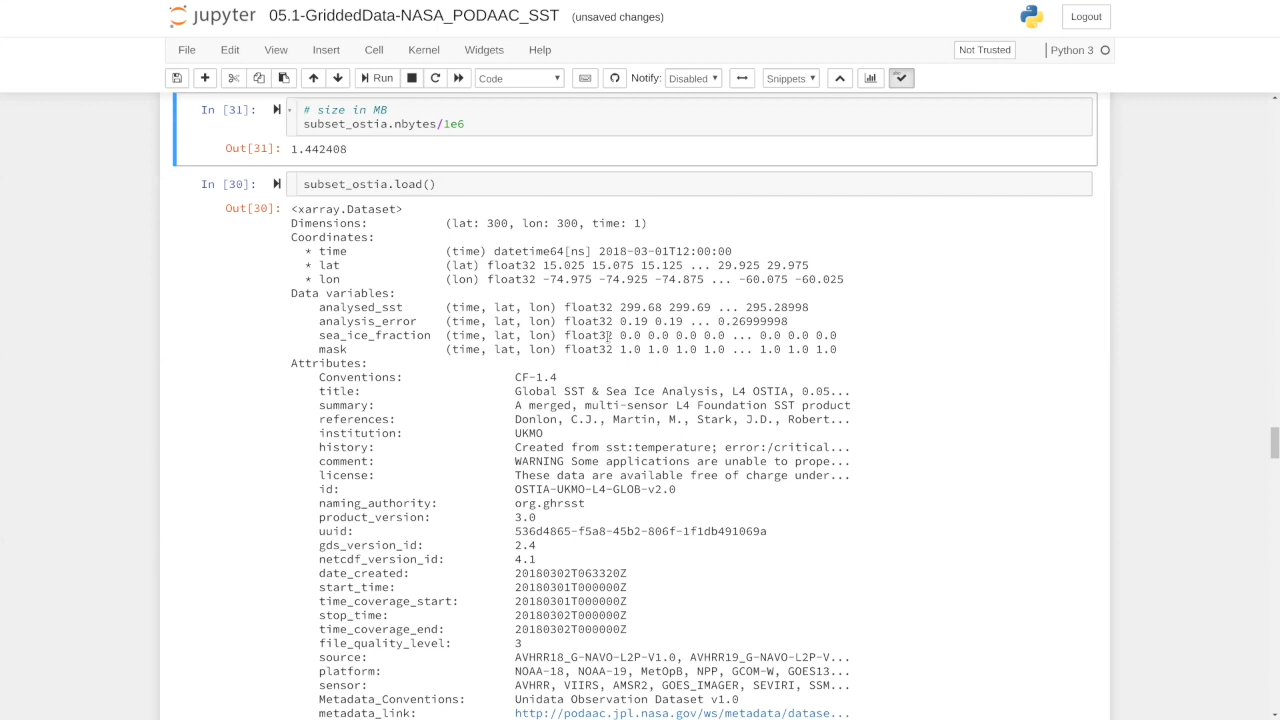 jupyter 05.1-GriddedData-NASA_PODAAC_SST (unsaved changes) Logout
File Edit View Insert Cell Kernel Widgets Help Not Trusted Python 3
Run Code Notify: Disabled Snippets
In [31]: # size in MB
subset_ostia.nbytes/1e6
Out[31]: 1.442408
In [30]: subset_ostia.load()
Out[30]: <xarray.Dataset>
Dimensions: (lat: 300, lon: 300, time: 1)
Coordinates:
* time (time) datetime64[ns] 2018-03-01T12:00:00
* lat (lat) float32 15.025 15.075 15.125 ... 29.925 29.975
* lon (lon) float32 -74.975 -74.925 -74.875 ... -60.075 -60.025
Data variables:
analysed_sst (time, lat, lon) float32 299.68 299.69 ... 295.28998
analysis_error (time, lat, lon) float32 0.19 0.19 ... 0.26999998
sea_ice_fraction (time, lat, lon) float32 0.0 0.0 0.0 0.0 ... 0.0 0.0 0.0
mask (time, lat, lon) float32 1.0 1.0 1.0 1.0 ... 1.0 1.0 1.0
Attributes:
Conventions: CF-1.4
title: Global SST & Sea Ice Analysis, L4 OSTIA, 0.05...
summary: A merged, multi-sensor L4 Foundation SST product
references: Donlon, C.J., Martin, M., Stark, J.D., Robert...
institution: UKMO
history: Created from sst:temperature; error:/critical...
comment: WARNING Some applications are unable to prope...
license: These data are available free of charge under...
id: OSTIA-UKMO-L4-GLOB-v2.0
naming_authority: org.ghrsst
product_version: 3.0
uuid: 536d4865-f5a8-45b2-806f-1f1db491069a
gds_version_id: 2.4
netcdf_version_id: 4.1
date_created: 20180302T063320Z
start_time: 20180301T000000Z
time_coverage_start: 20180301T000000Z
stop_time: 20180302T000000Z
time_coverage_end: 20180302T000000Z
file_quality_level: 3
source: AVHRR18_G-NAVO-L2P-V1.0, AVHRR19_G-NAVO-L2P-V...
platform: NOAA-18, NOAA-19, MetOpB, NPP, GCOM-W, GOES13...
sensor: AVHRR, VIIRS, AMSR2, GOES_IMAGER, SEVIRI, SSM...
Metadata_Conventions: Unidata Observation Dataset v1.0
metadata_link: http://podaac.jpl.nasa.gov/ws/metadata/datase...